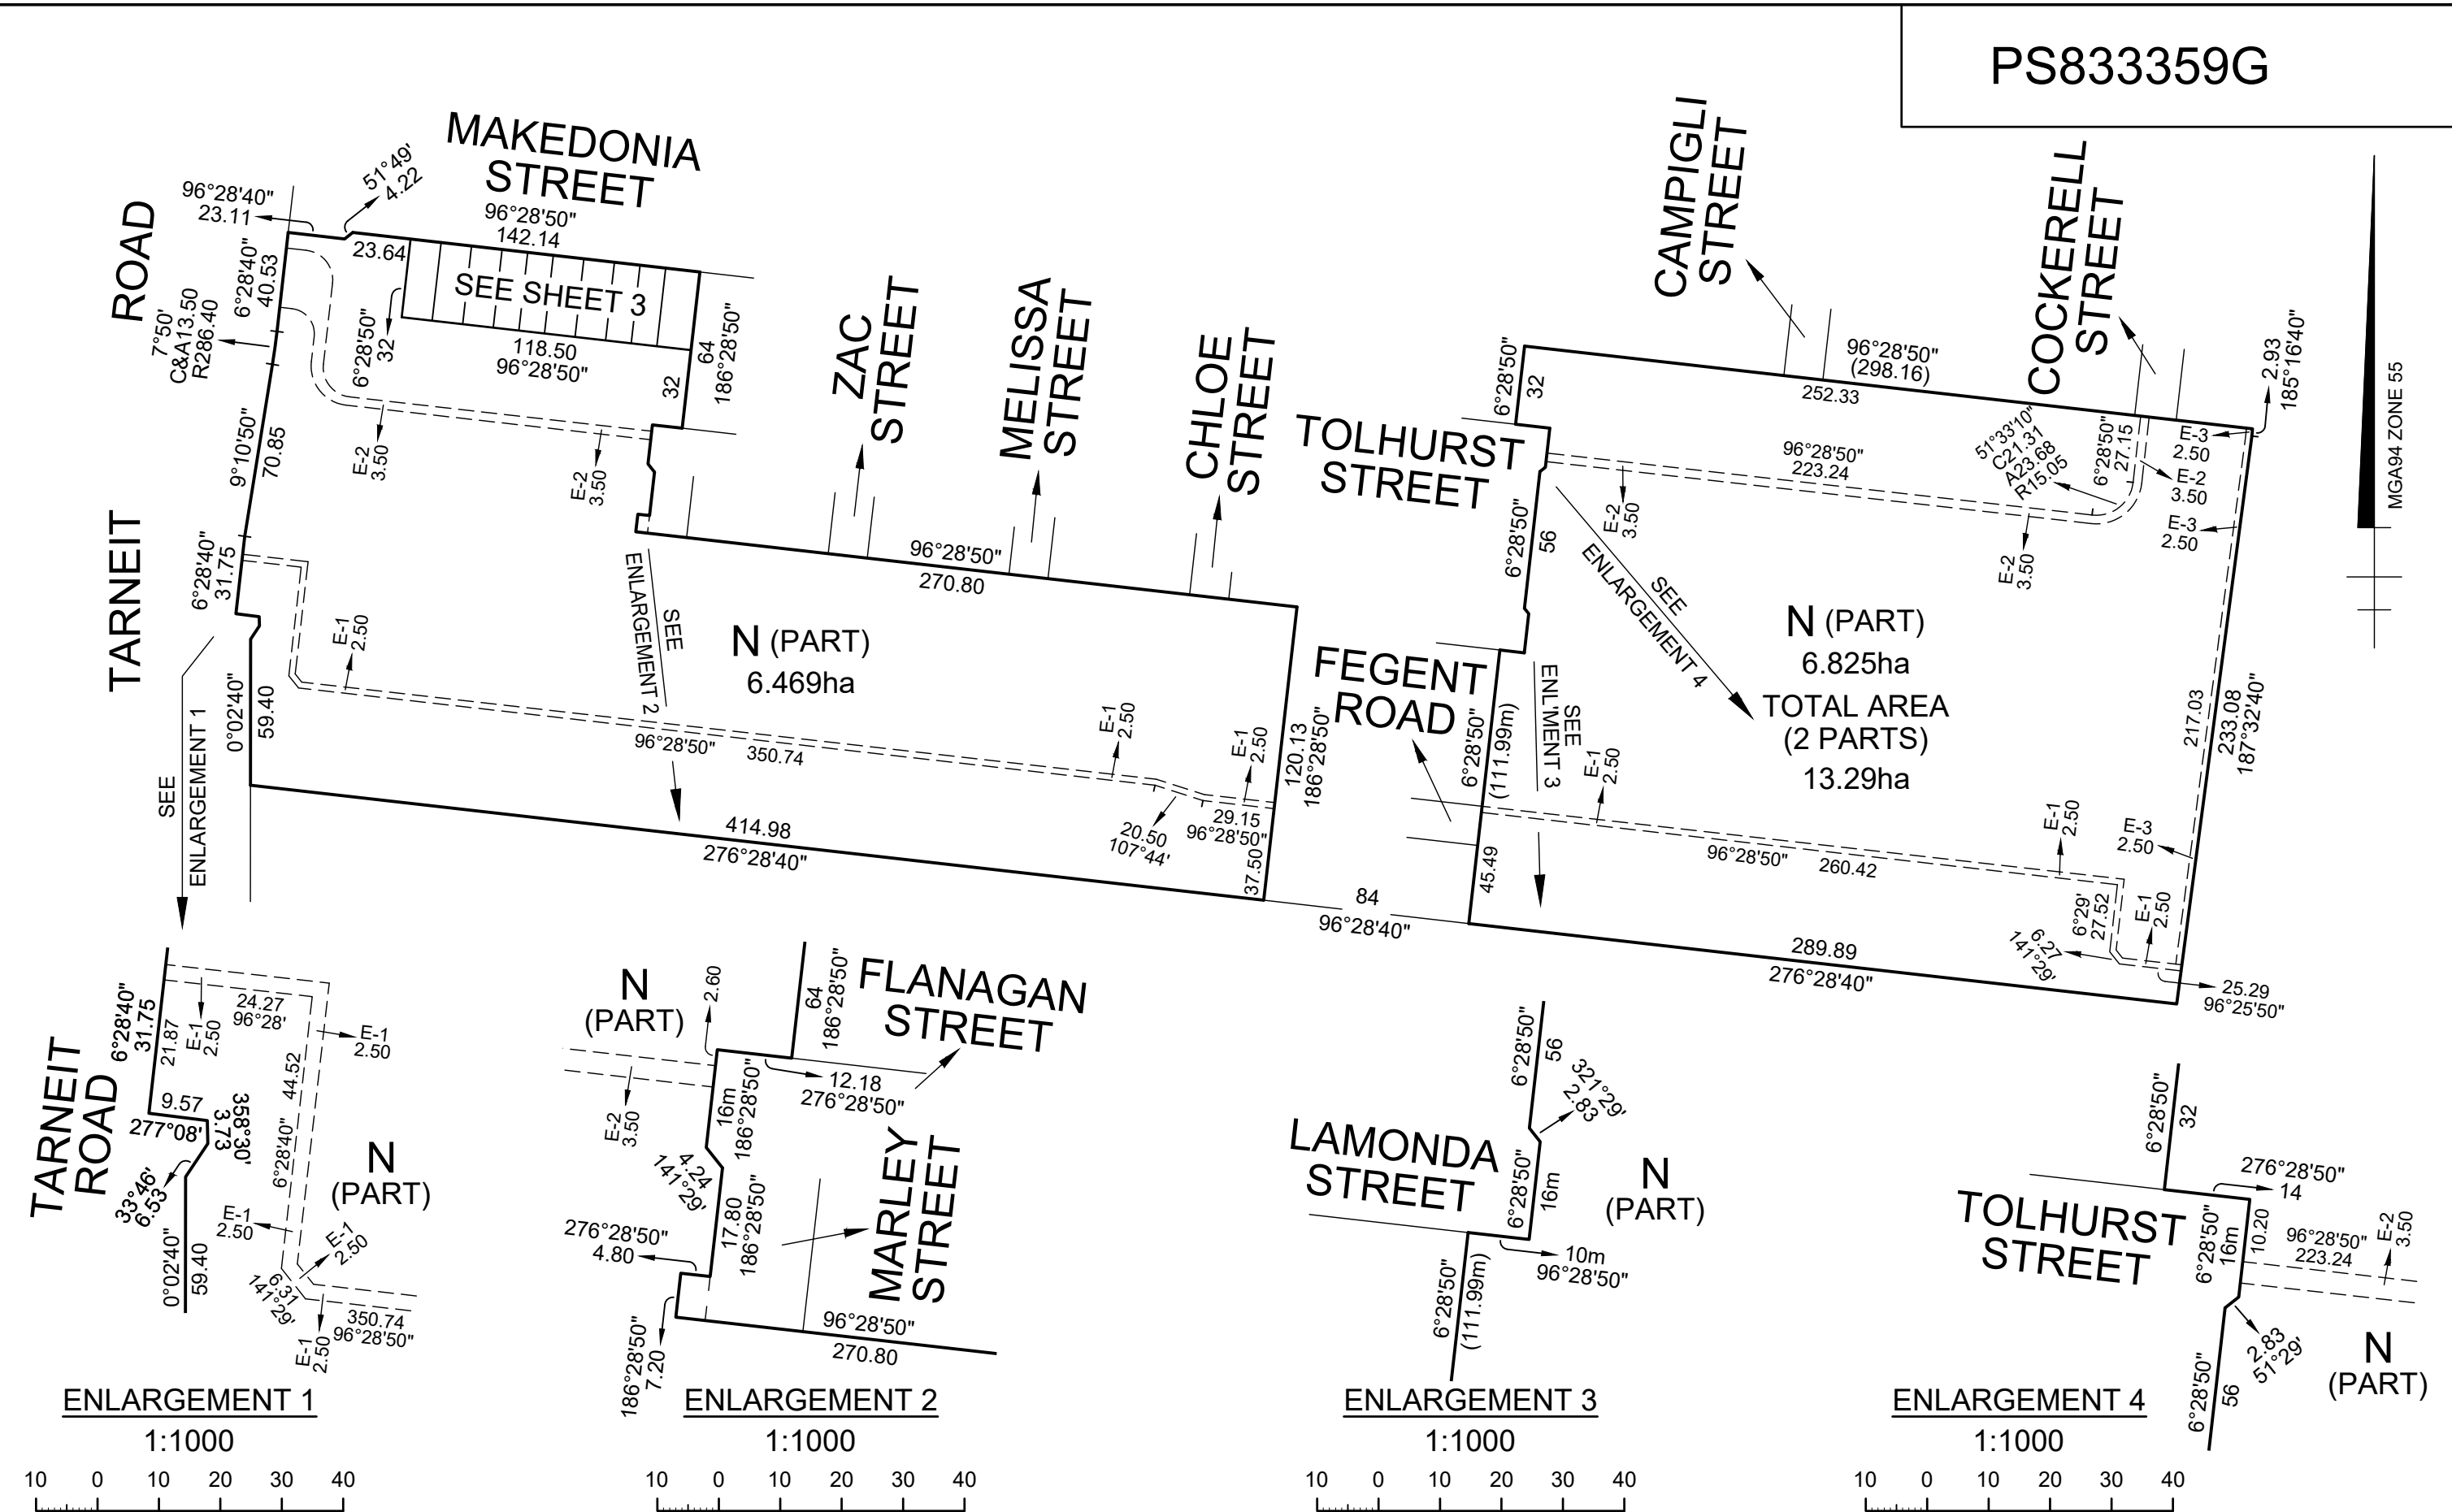 PS833359G
MAKEDONIA
STREET
96°28'50"
142.14
51°49'
4.22
96°28'40"
23.11
ROAD
6°28'40"
40.53
7°50'
C&A13.50
R286.40
23.64
SEE SHEET 3
6°28'50"
32
118.50
96°28'50"
64
186°28'50"
32
E-2
3.50
E-2
3.50
9°10'50"
70.85
TARNEIT
6°28'40"
31.75
ZAC
STREET
MELISSA
STREET
CHLOE
STREET
96°28'50"
270.80
E-1
2.50
SEE
ENLARGEMENT 2
N (PART)
6.469ha
0°02'40"
59.40
SEE
ENLARGEMENT 1
96°28'50"
350.74
E-1
2.50
E-1
2.50
120.13
186°28'50"
20.50
107°44'
29.15
96°28'50"
37.50
414.98
276°28'40"
84
96°28'40"
CAMPIGLI
STREET
COCKERELL
STREET
96°28'50"
(298.16)
252.33
2.93
185°16'40"
MGA94 ZONE 55
6°28'50"
32
TOLHURST
STREET
96°28'50"
223.24
51°33'10"
C21.31
A23.68
R15.05
6°28'50"
27.15
E-3
2.50
E-2
3.50
E-3
2.50
E-2
3.50
E-2
3.50
6°28'50"
56
SEE
ENLARGEMENT 4
N (PART)
6.825ha
TOTAL AREA
(2 PARTS)
13.29ha
FEGENT
ROAD
6°28'50"
(111.99m)
SEE
ENL'MENT 3
E-1
2.50
217.03
233.08
187°32'40"
E-1
2.50
E-3
2.50
45.49
96°28'50"
260.42
6°29'
27.52
E-1
2.50
6.27
141°29'
25.29
96°25'50"
289.89
276°28'40"
6°28'40"
31.75
21.87
E-1
2.50
24.27
96°28'
E-1
2.50
44.52
6°28'40"
TARNEIT
ROAD
9.57
277°08'
358°30'
3.73
33°46'
6.53
N
(PART)
E-1
2.50
E-1
2.50
0°02'40"
59.40
6.31
141°29'
E-1
2.50
350.74
96°28'50"
ENLARGEMENT 1
1:1000
10 0 10 20 30 40
N
(PART)
2.60
64
186°28'50"
FLANAGAN
STREET
12.18
276°28'50"
E-2
3.50
16m
186°28'50"
4.24
141°29'
17.80
186°28'50"
MARLEY
STREET
276°28'50"
4.80
186°28'50"
7.20
96°28'50"
270.80
ENLARGEMENT 2
1:1000
10 0 10 20 30 40
6°28'50"
56
321°29'
2.83
LAMONDA
STREET
6°28'50"
16m
N
(PART)
10m
96°28'50"
6°28'50"
(111.99m)
ENLARGEMENT 3
1:1000
10 0 10 20 30 40
6°28'50"
32
276°28'50"
14
TOLHURST
STREET
6°28'50"
16m
10.20
96°28'50"
223.24
E-2
3.50
2.83
51°29'
N
(PART)
6°28'50"
56
ENLARGEMENT 4
1:1000
10 0 10 20 30 40